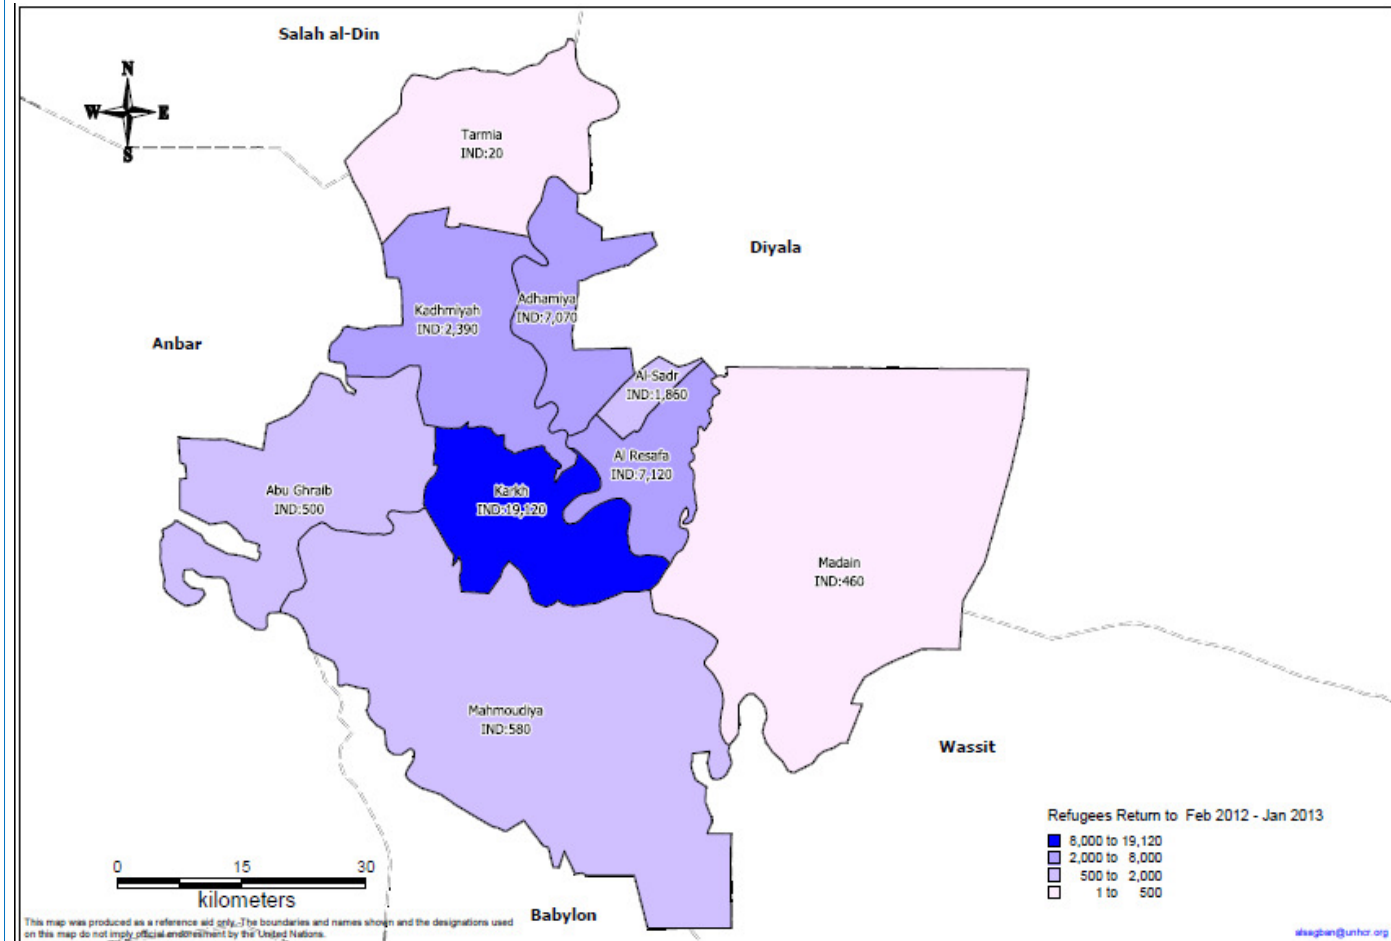 Salah al-Din
N
W E
S
Tarmia
IND:20
Diyala
Adhamiya
IND:7,070
Kadhmiyah
IND:2,390
Anbar
Al-Sadr
IND:1,860
Al Resafa
IND:7,120
Abu Ghraib
IND:500
Karkh
IND:19,120
Madain
IND:460
Mahmoudiya
IND:580
Wassit
Refugees Return to Feb 2012 - Jan 2013
8,000 to 19,120
2,000 to 8,000
500 to 2,000
1 to 500
0 15 30
kilometers
Babylon
This map was produced as a reference aid only. The boundaries and names shown and the designations used
on this map do not imply official endorsement by the United Nations.
alsagban@unhcr.org